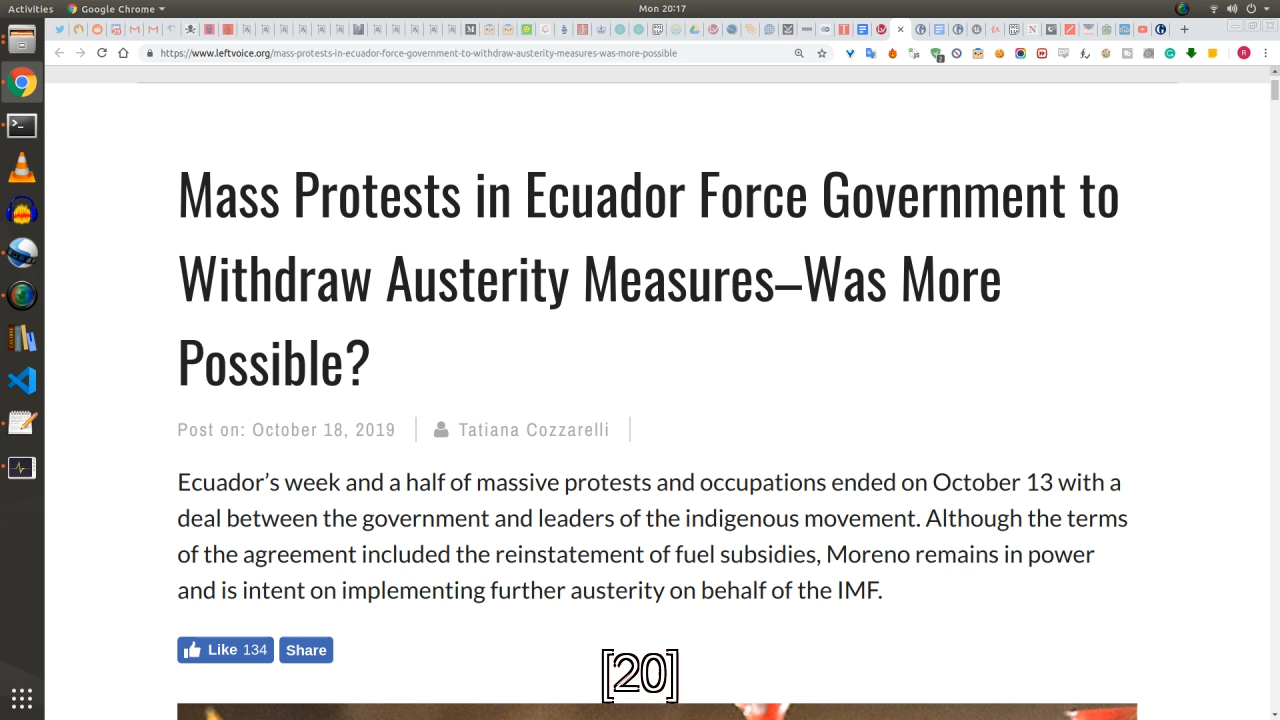 Activities
Google Chrome
Mon 20:17
https://www.leftvoice.org/mass-protests-in-ecuador-force-government-to-withdraw-austerity-measures-was-more-possible
Mass Protests in Ecuador Force Government to
Withdraw Austerity Measures–Was More
Possible?
Post on: October 18, 2019
Tatiana Cozzarelli
Ecuador’s week and a half of massive protests and occupations ended on October 13 with a
deal between the government and leaders of the indigenous movement. Although the terms
of the agreement included the reinstatement of fuel subsidies, Moreno remains in power
and is intent on implementing further austerity on behalf of the IMF.
Like 134
Share
[20]